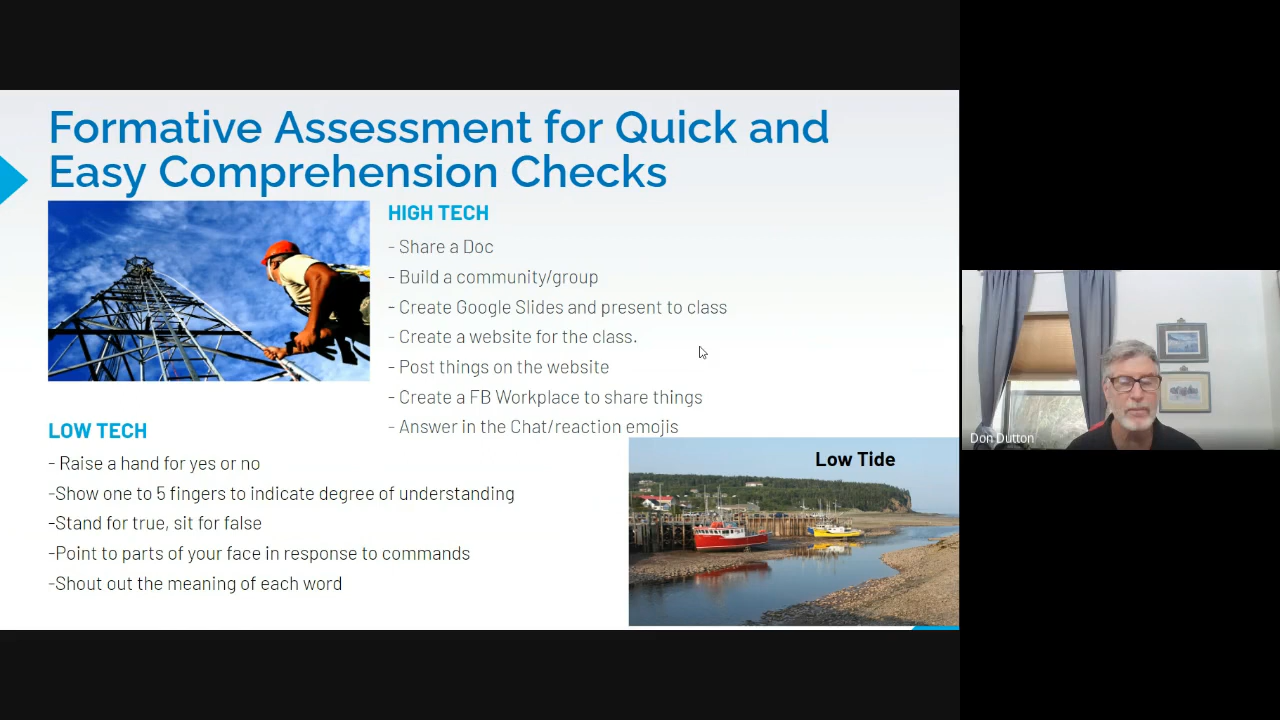 Formative Assessment for Quick and
Easy Comprehension Checks
HIGH TECH
- Share a Doc
- Build a community/group
- Create Google Slides and present to class
- Create a website for the class.
- Post things on the website
- Create a FB Workplace to share things
- Answer in the Chat/reaction emojis
LOW TECH
- Raise a hand for yes or no
-Show one to 5 fingers to indicate degree of understanding
-Stand for true, sit for false
-Point to parts of your face in response to commands
-Shout out the meaning of each word
Low Tide
Don Dutton